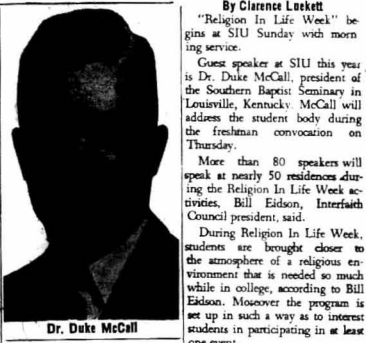 By Clarence Luckett
"Religion In Life Week" be-
gins at SIU Sunday with morn
ing service.
Guest speaker at SIU this year
is Dr. Duke McCall, president of
the Southern Baptist Seminary in
Louisville, Kentucky. McCall will
address the student body during
the freshman convocation on
Thursday.
More than 80 speakers will
speak at nearly 50 residences dur-
ing the Religion In Life Week ac-
tivities, Bill Eidson, Interfaith
Council president, said.
During Religion In Life Week,
students are brought closer to
the atmosphere of a religious en-
vironment that is needed so much
while in college, according to Bill
Eidson. Moreover the program is
set up in such a way as to interest
students in participating in at least
one event
Dr. Duke McCall